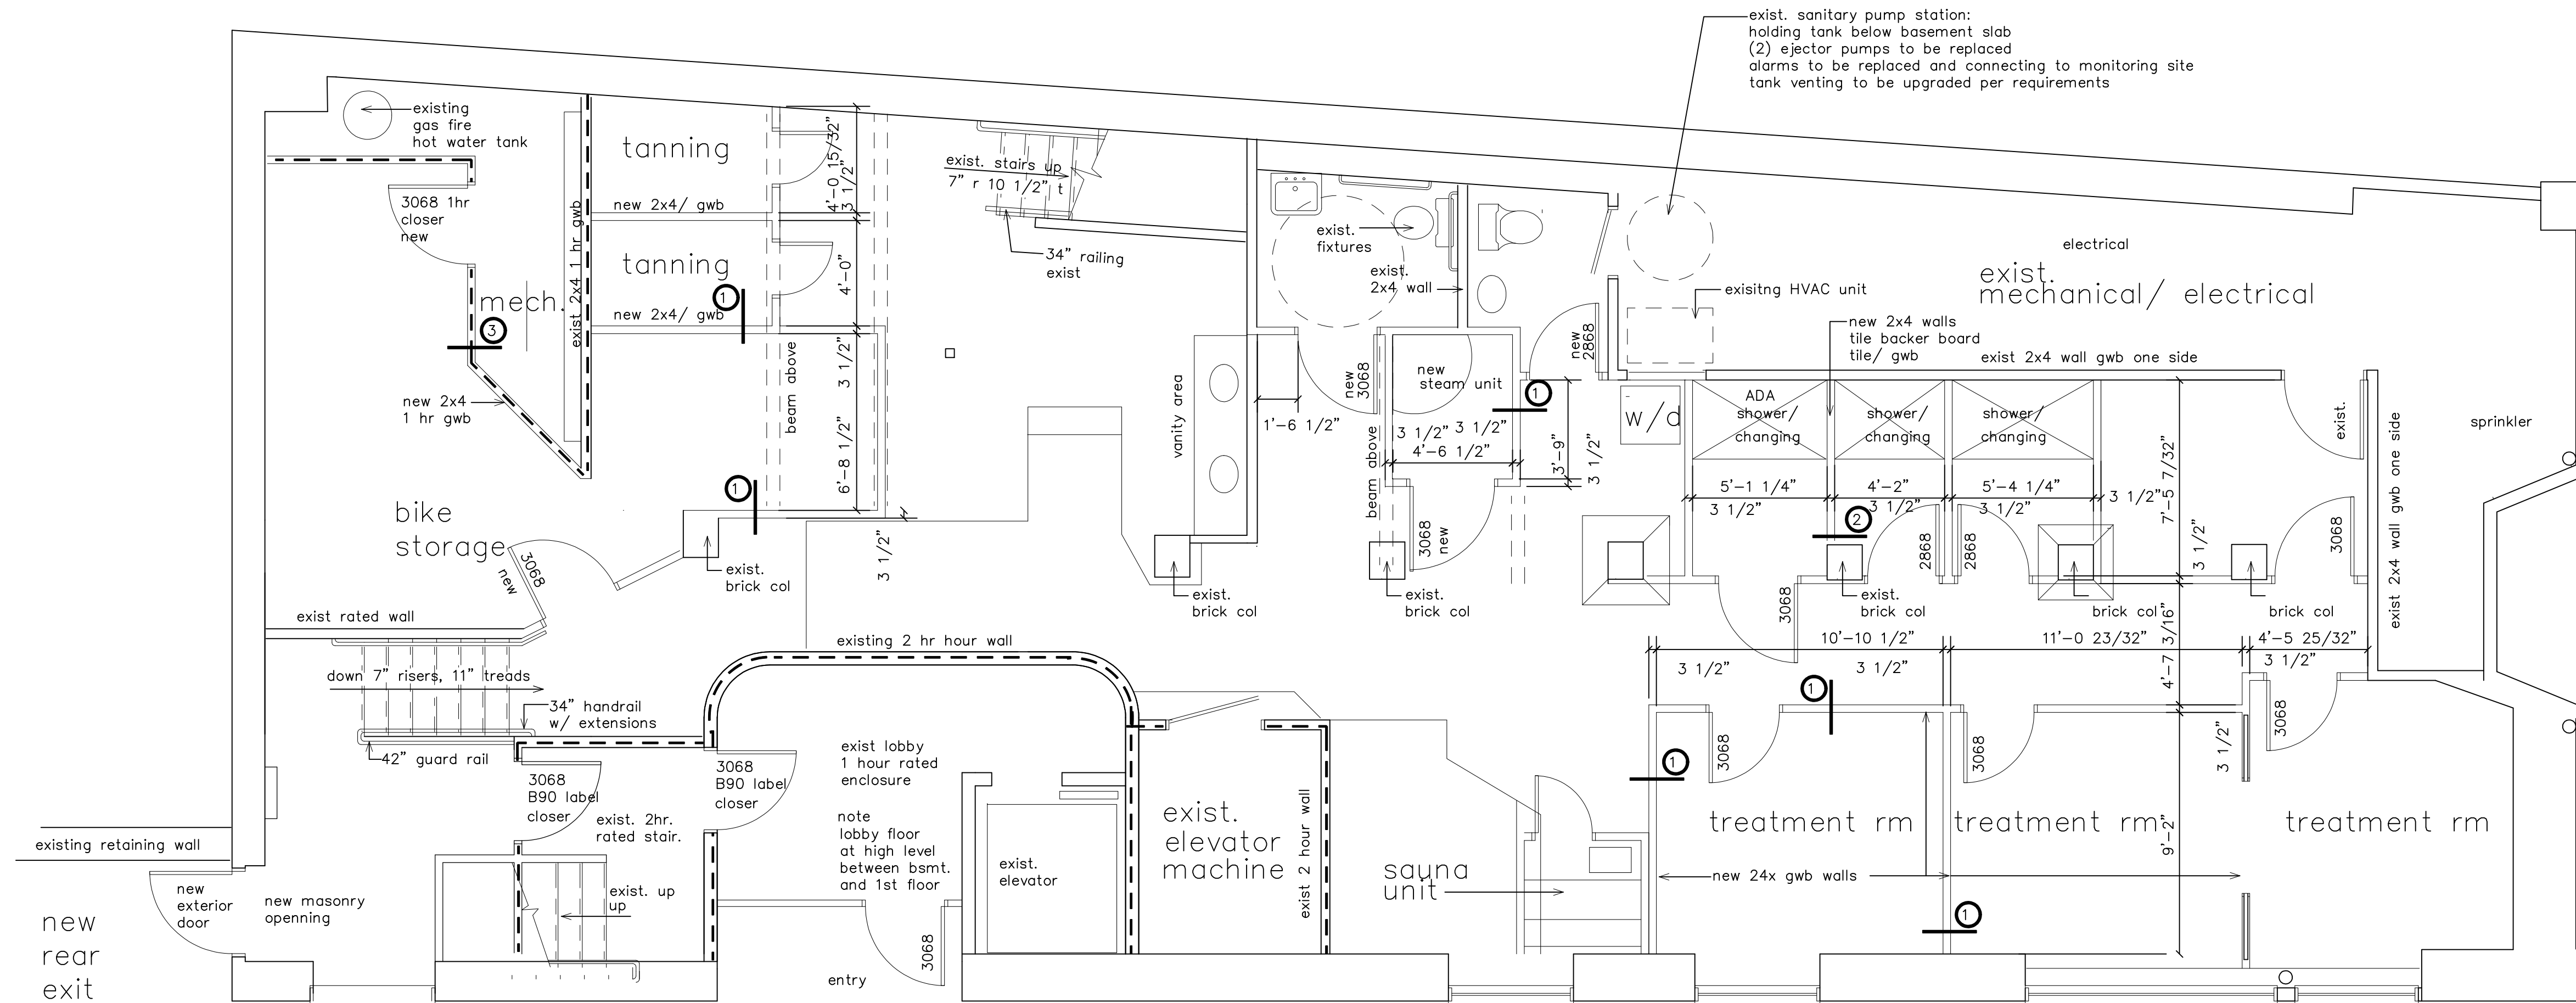 exist. sanitary pump station:
holding tank below basement slab
(2) ejector pumps to be replaced
alarms to be replaced and connecting to monitoring site
tank venting to be upgraded per requirements
existing
gas fire
hot water tank
3068 1hr
closer
new
mech.
3
exist 2x4 1 hr gwb
new 2x4
1 hr gwb
tanning
new 2x4/ gwb
tanning
new 2x4/ gwb
1
4'-0 15/32"
3 1/2"
4'-0"
3 1/2"
6'-8 1/2"
beam above
1
3 1/2"
exist. stairs up
7" r 10 1/2" t
34" railing
exist
bike
storage
3068
new
exist.
brick col
exist rated wall
vanity area
exist.
fixtures
exist.
2x4 wall
new
3068
1'-6 1/2"
new
steam unit
3 1/2"
3 1/2"
4'-6 1/2"
beam above
1
new
2868
3'-9"
3 1/2"
3068
new
exist.
brick col
exist.
brick col
exisitng HVAC unit
electrical
exist.
mechanical/ electrical
new 2x4 walls
tile backer board
tile/ gwb
exist 2x4 wall gwb one side
w/d
ADA
shower/
changing
shower/
changing
shower/
changing
5'-1 1/4"
4'-2"
5'-4 1/4"
3 1/2"
3 1/2"
3 1/2"
3 1/2"
2
7'-5 7/32"
3 1/2"
exist.
exist 2x4 wall gwb one side
sprinkler
2868
2868
3068
3068
exist.
brick col
brick col
brick col
10'-10 1/2"
11'-0 23/32"
4'-5 25/32"
3 1/2"
3 1/2"
3 1/2"
4'-7 3/16"
down 7" risers, 11" treads
34" handrail
w/ extensions
42" guard rail
existing 2 hr hour wall
3068
B90 label
closer
3068
B90 label
closer
exist. 2hr.
rated stair.
exist lobby
1 hour rated
enclosure
note
lobby floor
at high level
between bsmt.
and 1st floor
exist. up
up
exist.
elevator
exist.
elevator
machine
exist 2 hour wall
sauna
unit
1
1
3068
3068
3068
3 1/2"
treatment rm
treatment rm
treatment rm
9'-2"
new 24x gwb walls
1
existing retaining wall
new
exterior
door
new masonry
openning
new
rear
exit
entry
3068